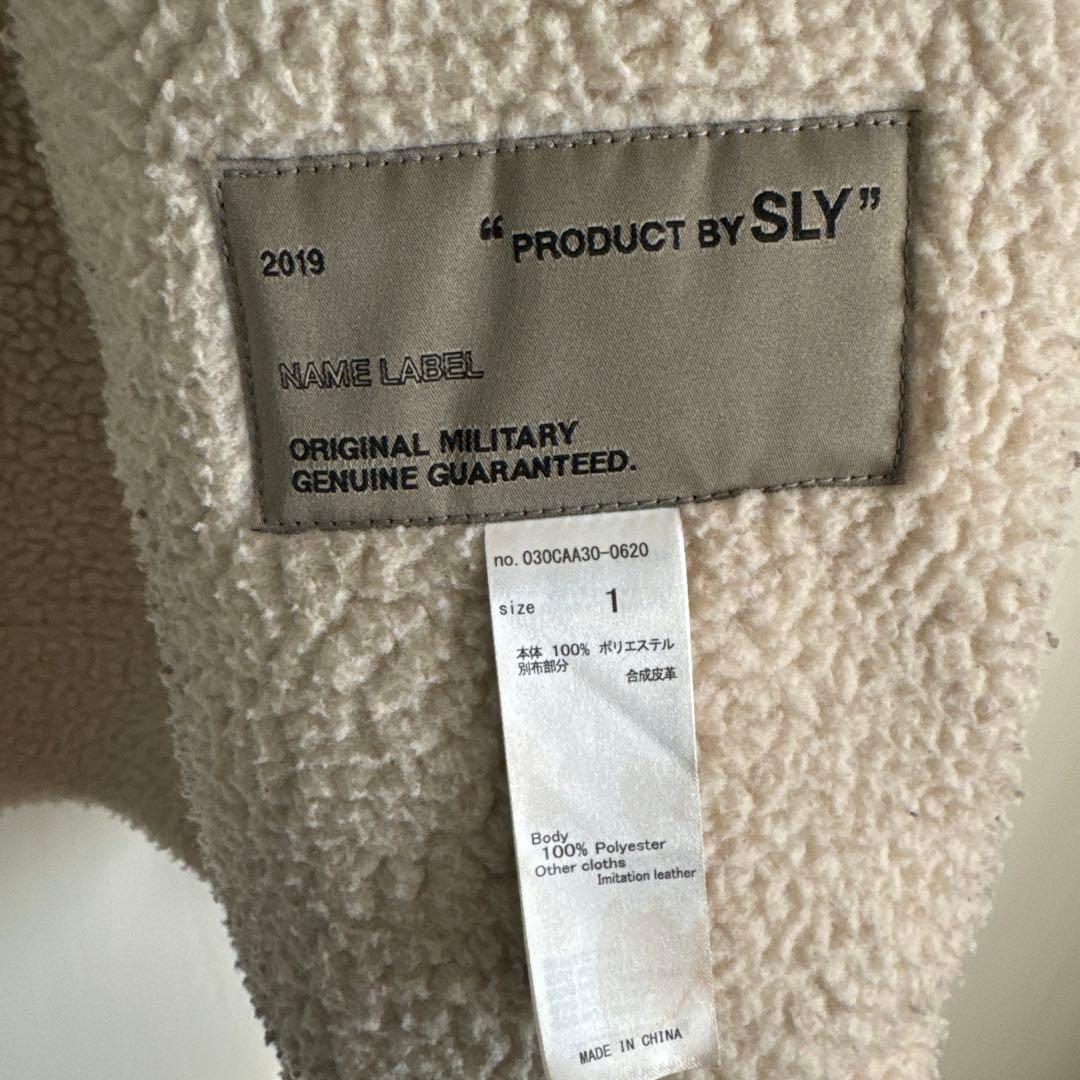 2019
“PRODUCT BY SLY”
NAME LABEL
ORIGINAL MILITARY
GENUINE GUARANTEED.
no. 030CAA30-0620
size 1
本体 100% ポリエステル
別布部分
合成皮革
Body
100% Polyester
Other cloths
Imitation leather
MADE IN CHINA